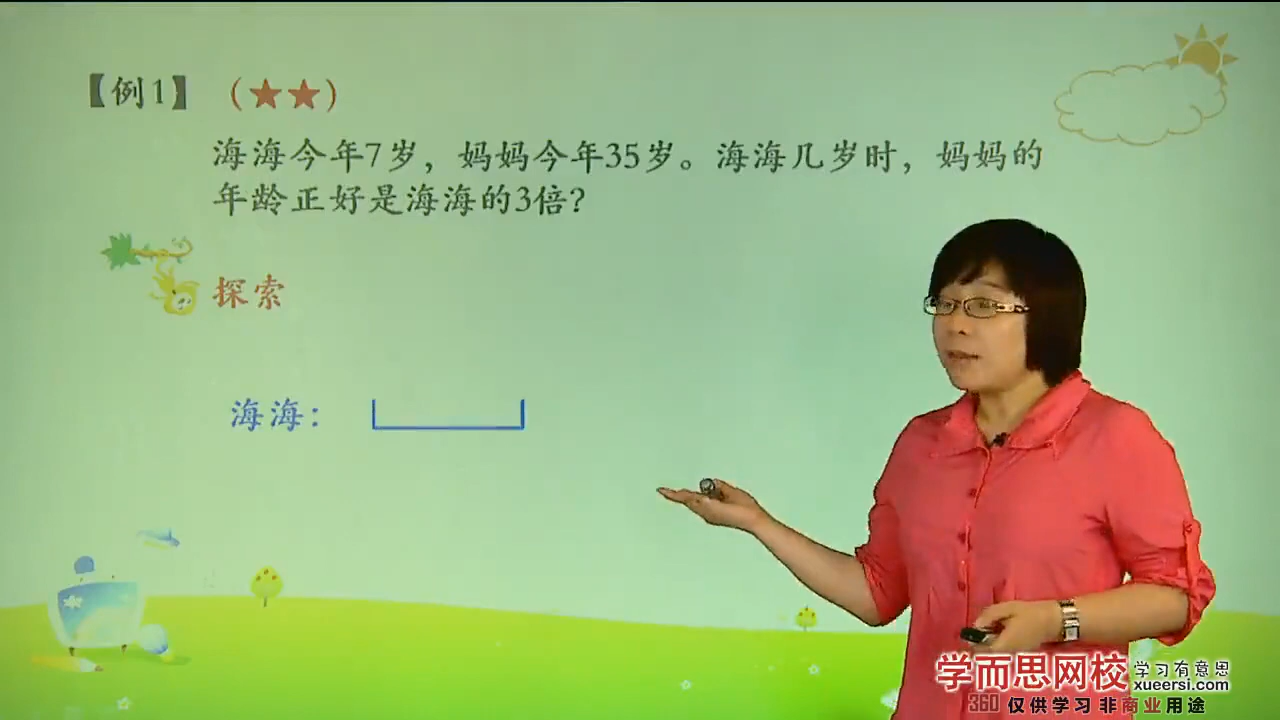 【例1】 (★★)
海海今年7岁，妈妈今年35岁。海海几岁时，妈妈的
年龄正好是海海的3倍?
探索
海海：
学而思网校 学习有意思
xueersi.com
360 仅供学习 非商业用途